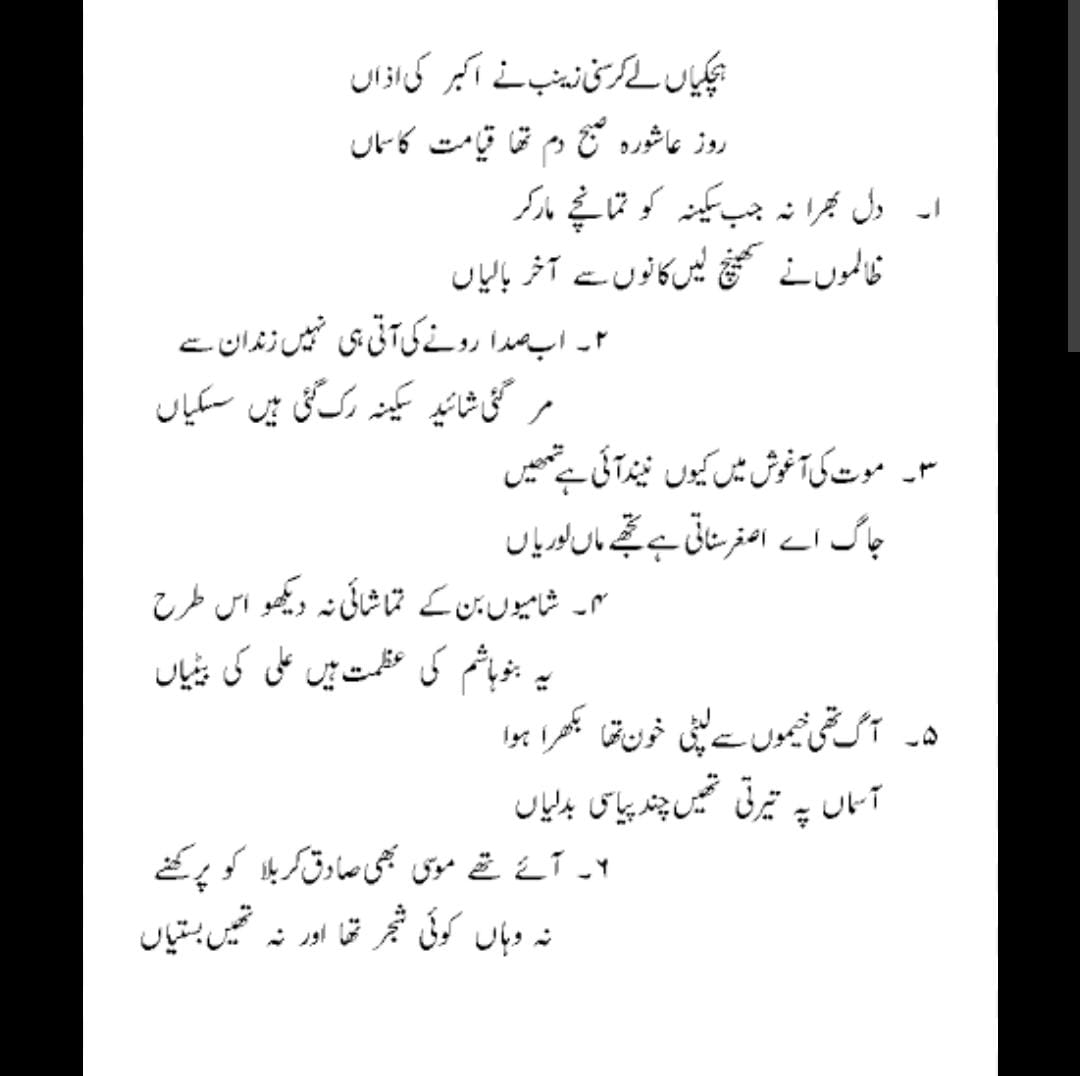 ہچکیاں لے کر سنی زینب نے اکبر کی اذاں
روز عاشورہ صبح دم تھا قیامت کا سماں
۱۔ دل بھرا نہ جب سکینہ کو تمانچے مار کر
ظالموں نے کھینچ لیں کانوں سے آخر بالیاں
۲۔ اب صدا رونے کی آتی ہی نہیں زندان سے
مر گئی شائید سکینہ رک گئی ہیں سسکیاں
۳۔ موت کی آغوش میں کیوں نیند آئی ہے تمھیں
جاگ اے اصغر سناتی ہے تجھے ماں لوریاں
۴۔ شامیوں بن کے تماشائی نہ دیکھو اس طرح
یہ بنو ہاشم کی عظمت ہیں علی کی بیٹیاں
۵۔ آگ تھی خیموں سے لپٹی خون تھا بکھرا ہوا
آسماں پہ تیرتی تھیں چند پیاسی بدلیاں
۶۔ آئے تھے موسی بھی صادق کربلا کو پرکھنے
نہ وہاں کوئی شجر تھا اور نہ تھیں بستیاں